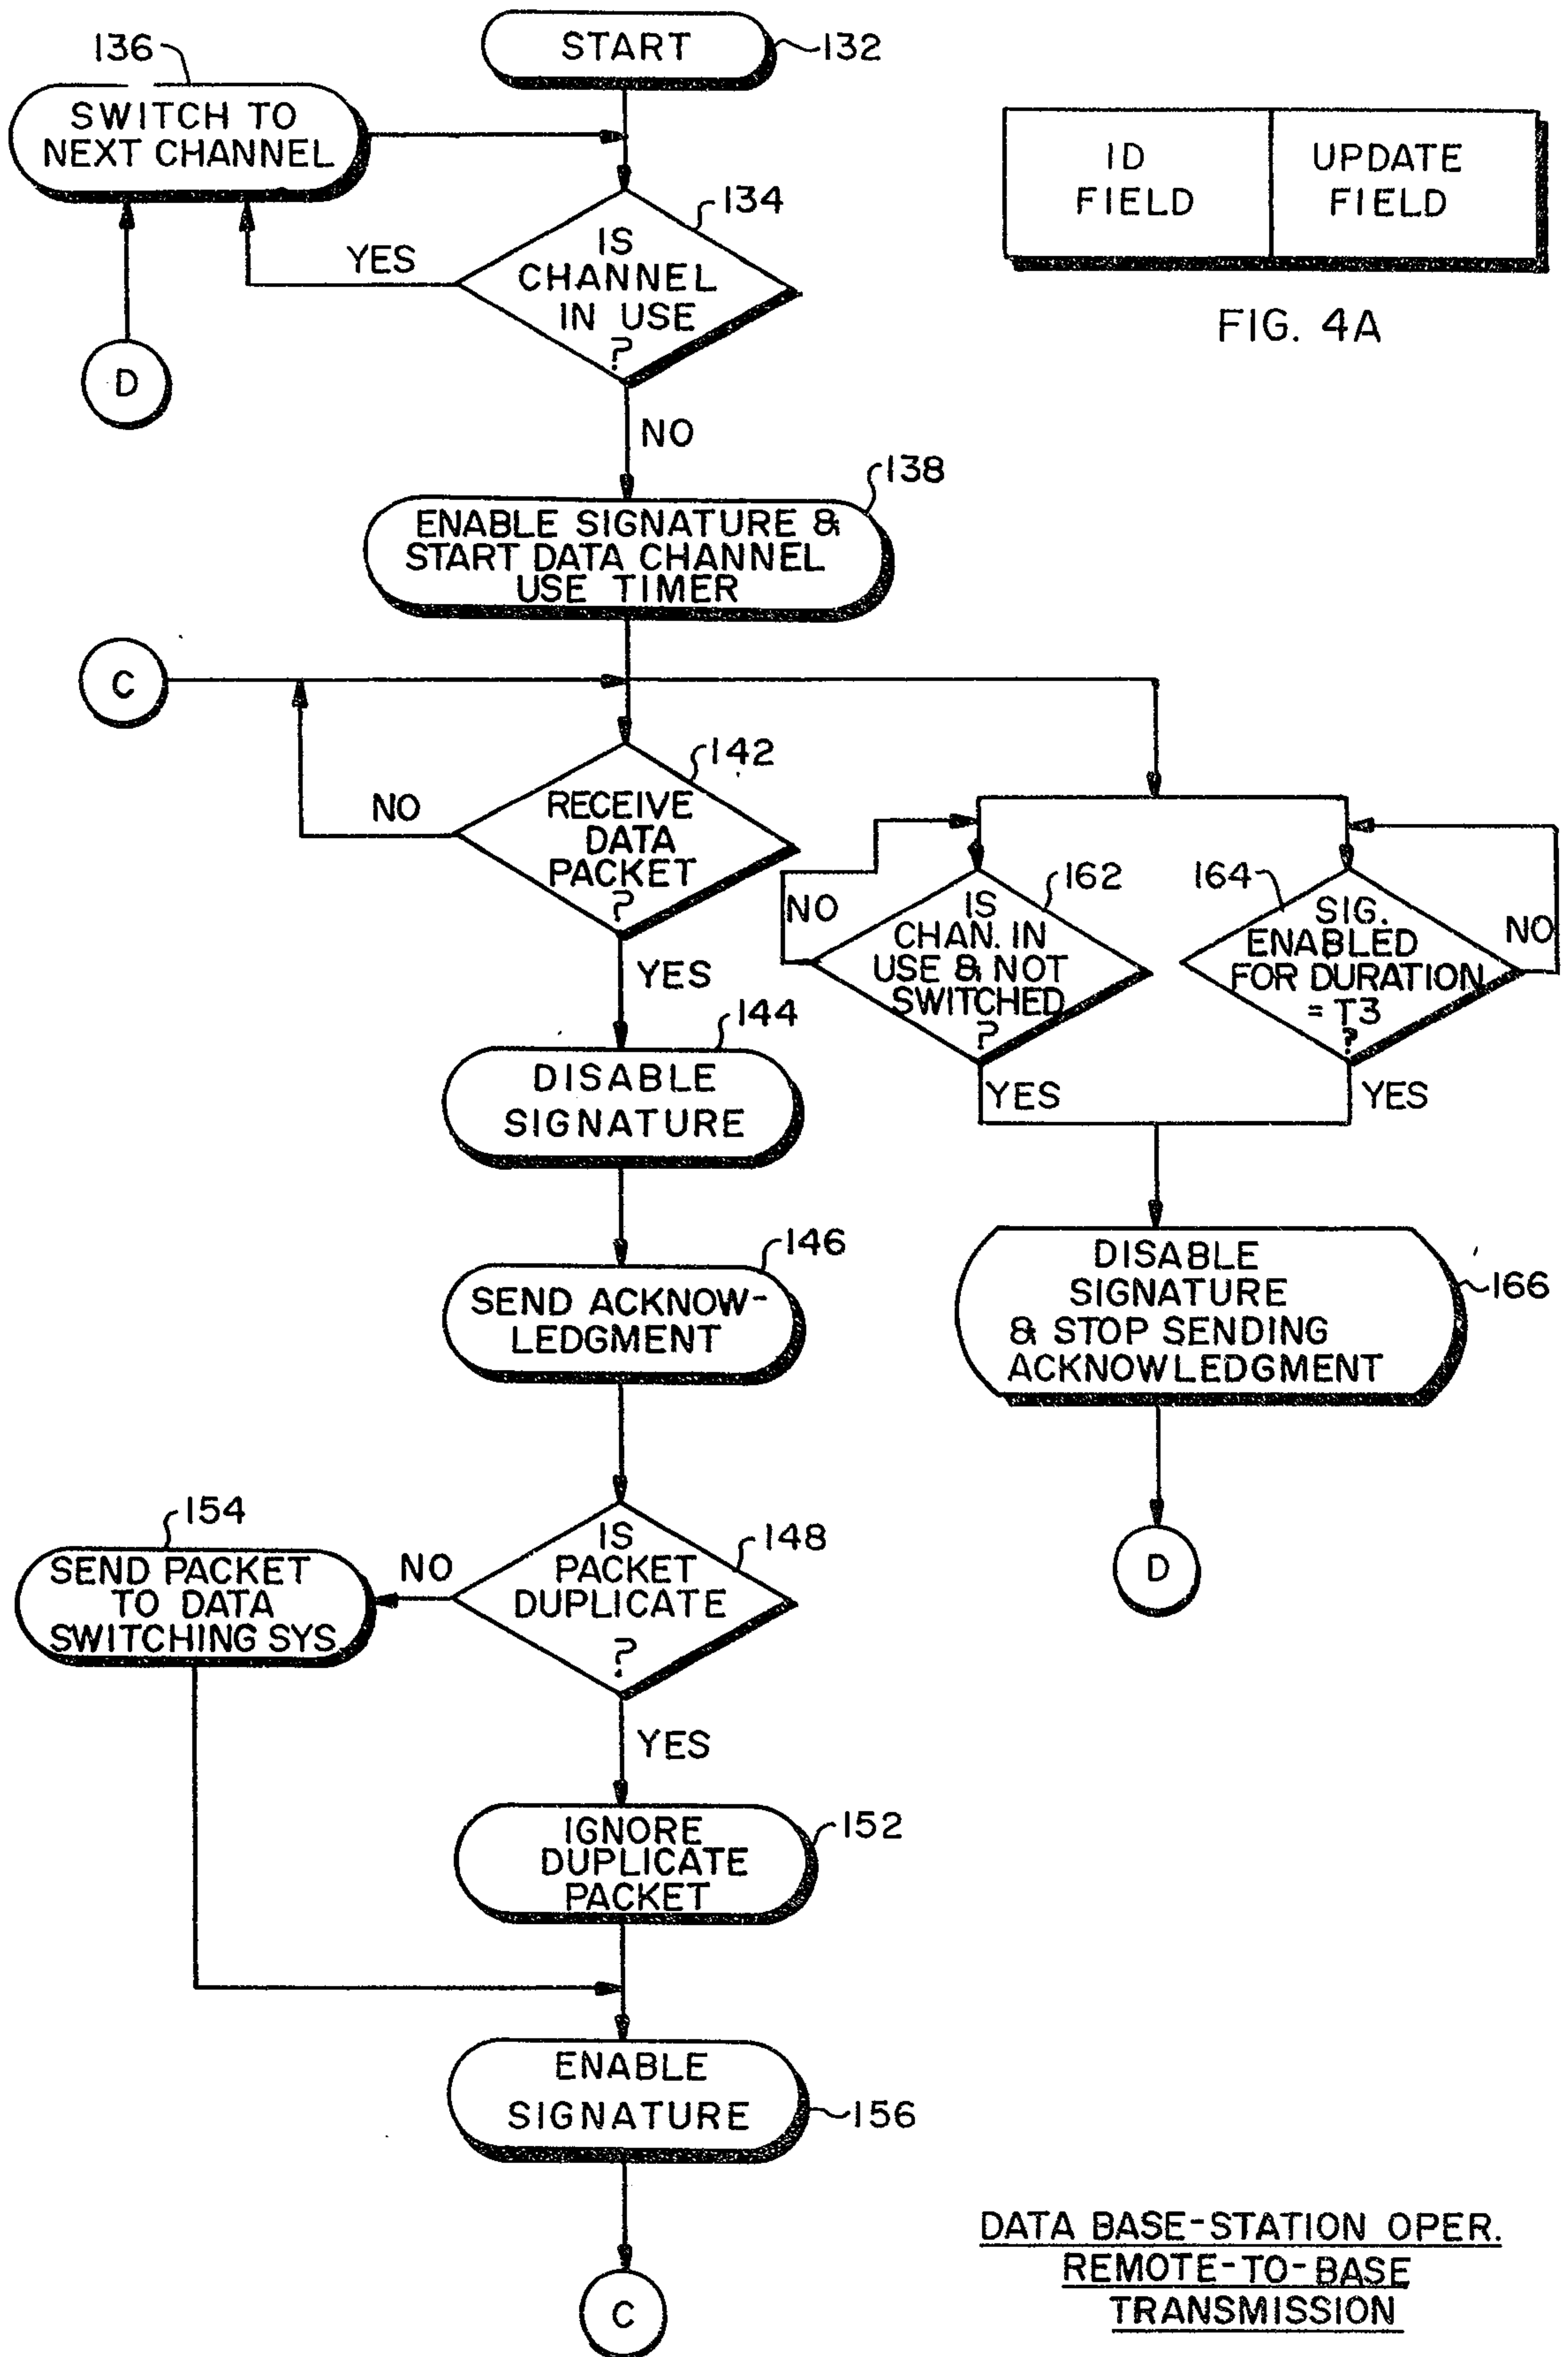 136
START
132
SWITCH TO
NEXT CHANNEL
134
ID
FIELD
UPDATE
FIELD
FIG. 4A
YES
IS
CHANNEL
IN USE
?
D
NO
138
ENABLE SIGNATURE &
START DATA CHANNEL
USE TIMER
C
142
NO
RECEIVE
DATA
PACKET
?
YES
162
NO
IS
CHAN. IN
USE & NOT
SWITCHED
?
YES
164
SIG.
ENABLED
FOR DURATION
= T3
?
NO
YES
144
DISABLE
SIGNATURE
146
SEND ACKNOW-
LEDGMENT
DISABLE
SIGNATURE
& STOP SENDING
ACKNOWLEDGMENT
166
D
154
SEND PACKET
TO DATA
SWITCHING SYS
NO
148
IS
PACKET
DUPLICATE
?
YES
152
IGNORE
DUPLICATE
PACKET
ENABLE
SIGNATURE
156
C
DATA BASE-STATION OPER.
REMOTE-TO-BASE
TRANSMISSION